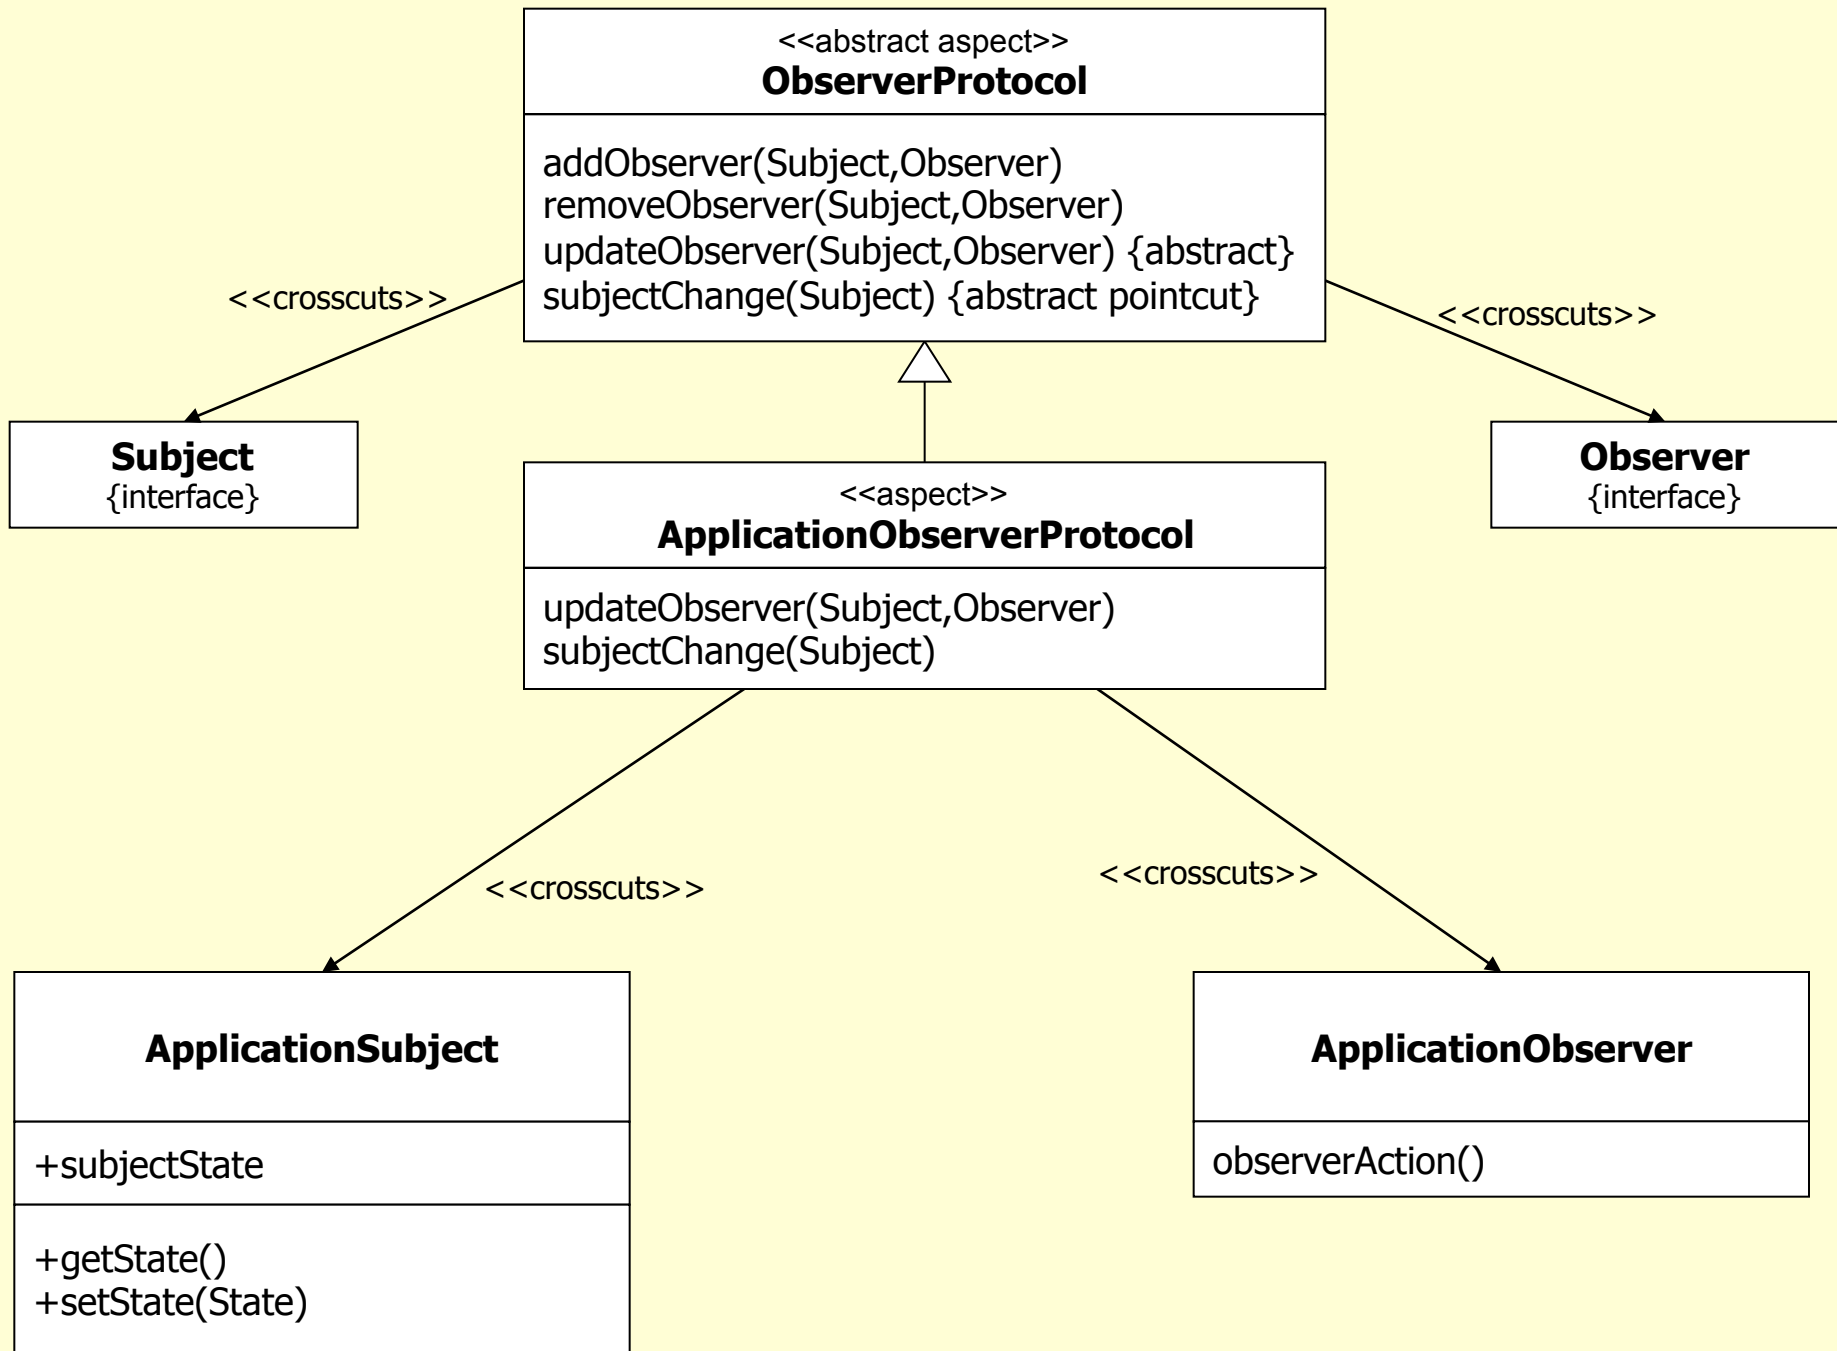 <<abstract aspect>>
ObserverProtocol
addObserver(Subject,Observer)
removeObserver(Subject,Observer)
updateObserver(Subject,Observer) {abstract}
subjectChange(Subject) {abstract pointcut}
<<crosscuts>>
<<crosscuts>>
Subject
{interface}
Observer
{interface}
<<aspect>>
ApplicationObserverProtocol
updateObserver(Subject,Observer)
subjectChange(Subject)
<<crosscuts>>
<<crosscuts>>
ApplicationSubject
+subjectState
+getState()
+setState(State)
ApplicationObserver
observerAction()